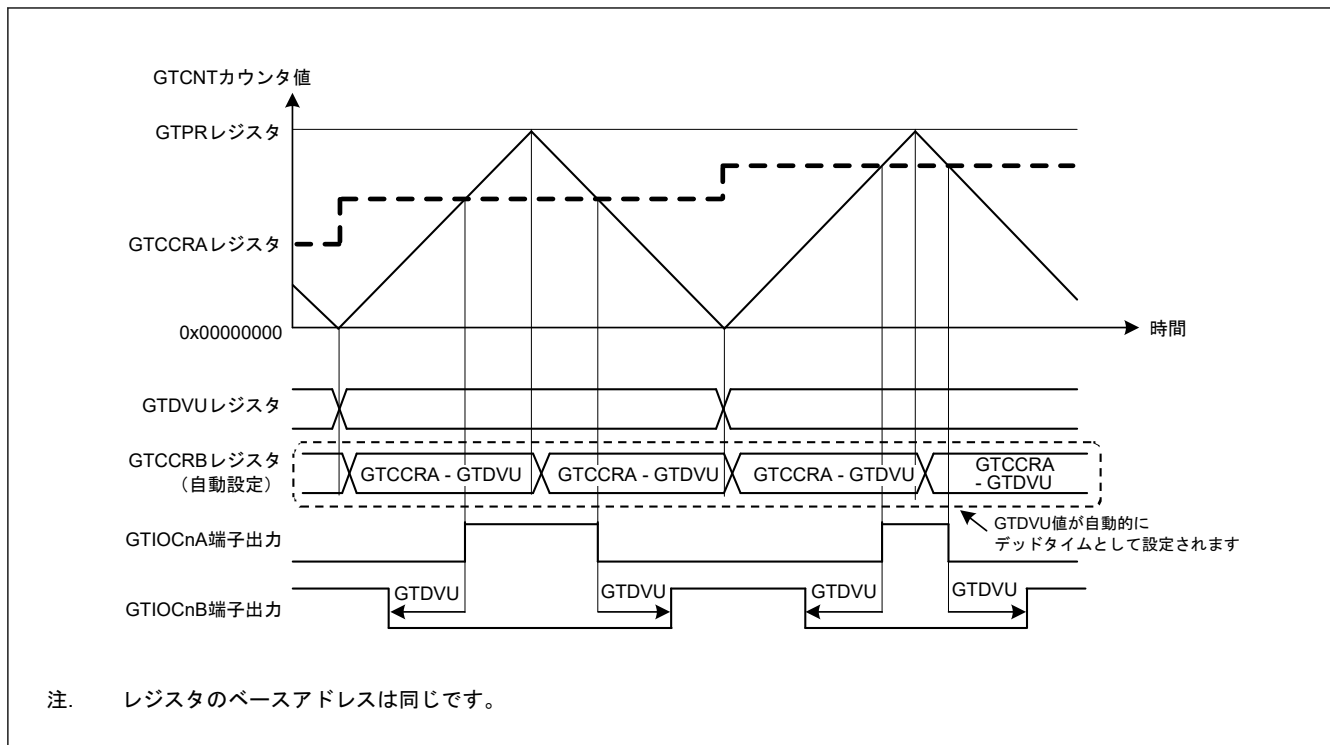 GTCNTカウンタ値
GTPRレジスタ
GTCCRAレジスタ
0x00000000
時間
GTDVUレジスタ
GTCCRBレジスタ
（自動設定）
GTCCRA - GTDVU
GTCCRA - GTDVU
GTCCRA - GTDVU
GTCCRA
- GTDVU
GTDVU値が自動的に
デッドタイムとして設定されます
GTIOCnA端子出力
GTDVU
GTDVU
GTDVU
GTDVU
GTIOCnB端子出力
注. レジスタのベースアドレスは同じです。